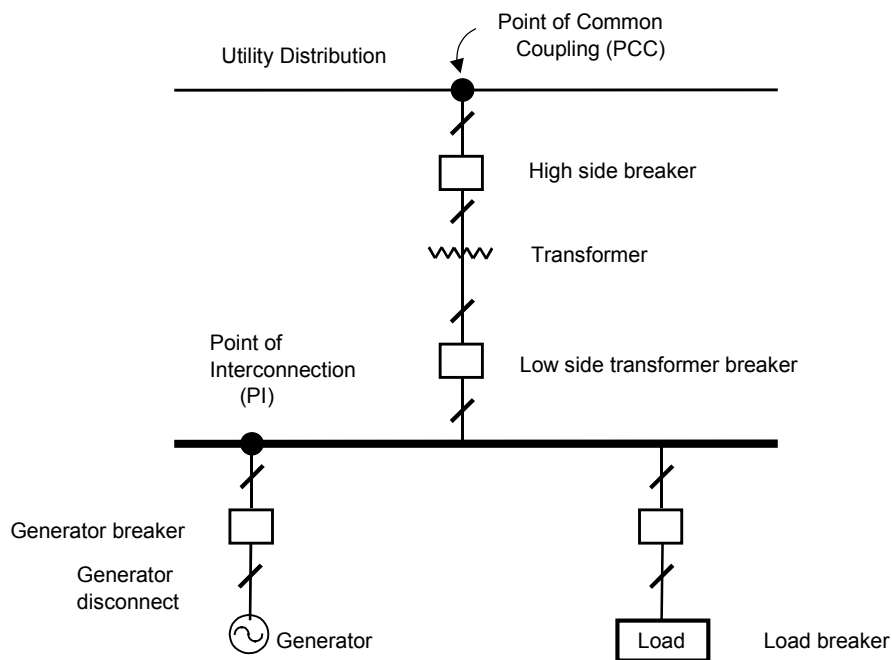 Point of Common
Coupling (PCC)
Utility Distribution
High side breaker
Transformer
Point of
Interconnection
(PI)
Low side transformer breaker
Generator breaker
Generator
disconnect
Generator
Load
Load breaker